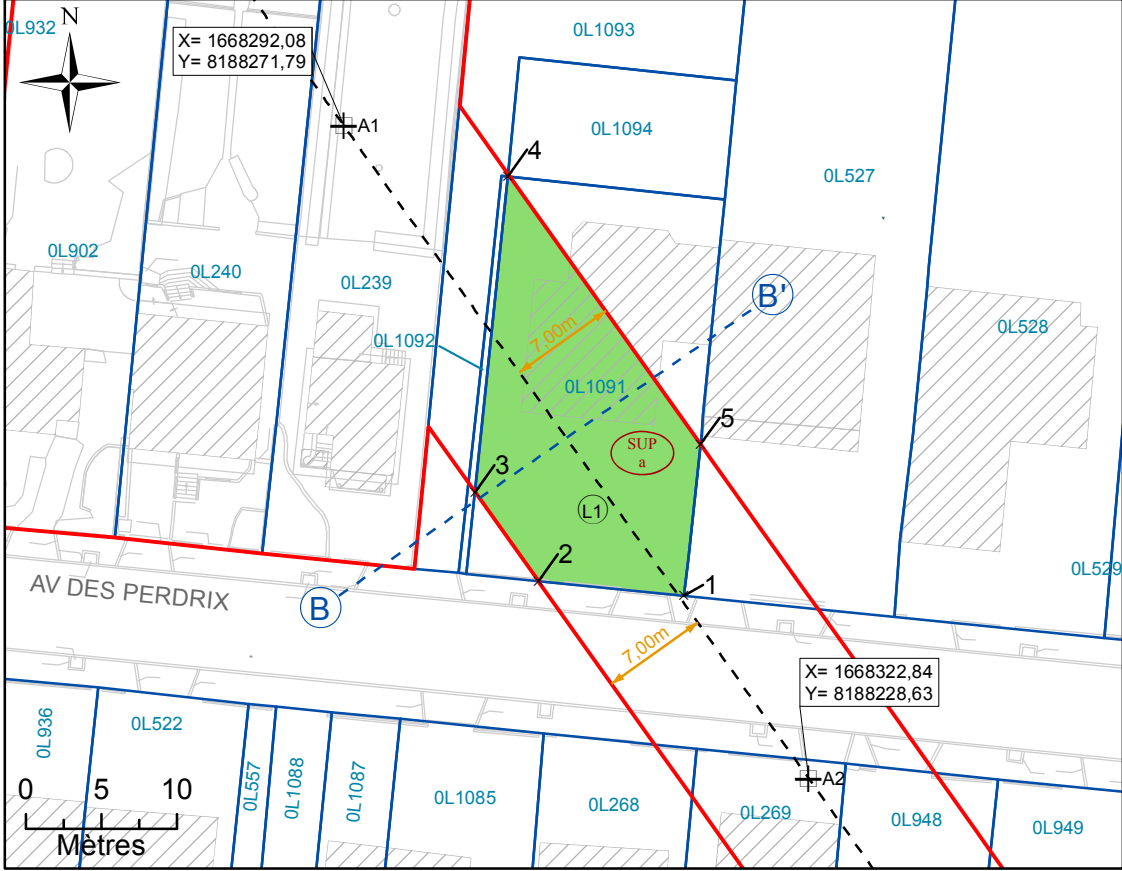 0L932
N
X= 1668292,08
Y= 8188271,79
0L1093
A1
0L1094
4
0L527
0L902
0L240
0L239
B'
0L528
0L1092
7,00m
0L1091
5
SUP
a
3
L1
2
1
0L529
AV DES PERDRIX
B
7,00m
X= 1668322,84
Y= 8188228,63
0L936
0L522
0L557
0L1088
0L1087
0L1085
0L268
0L269
A2
0L948
0L949
0 5 10
Mètres